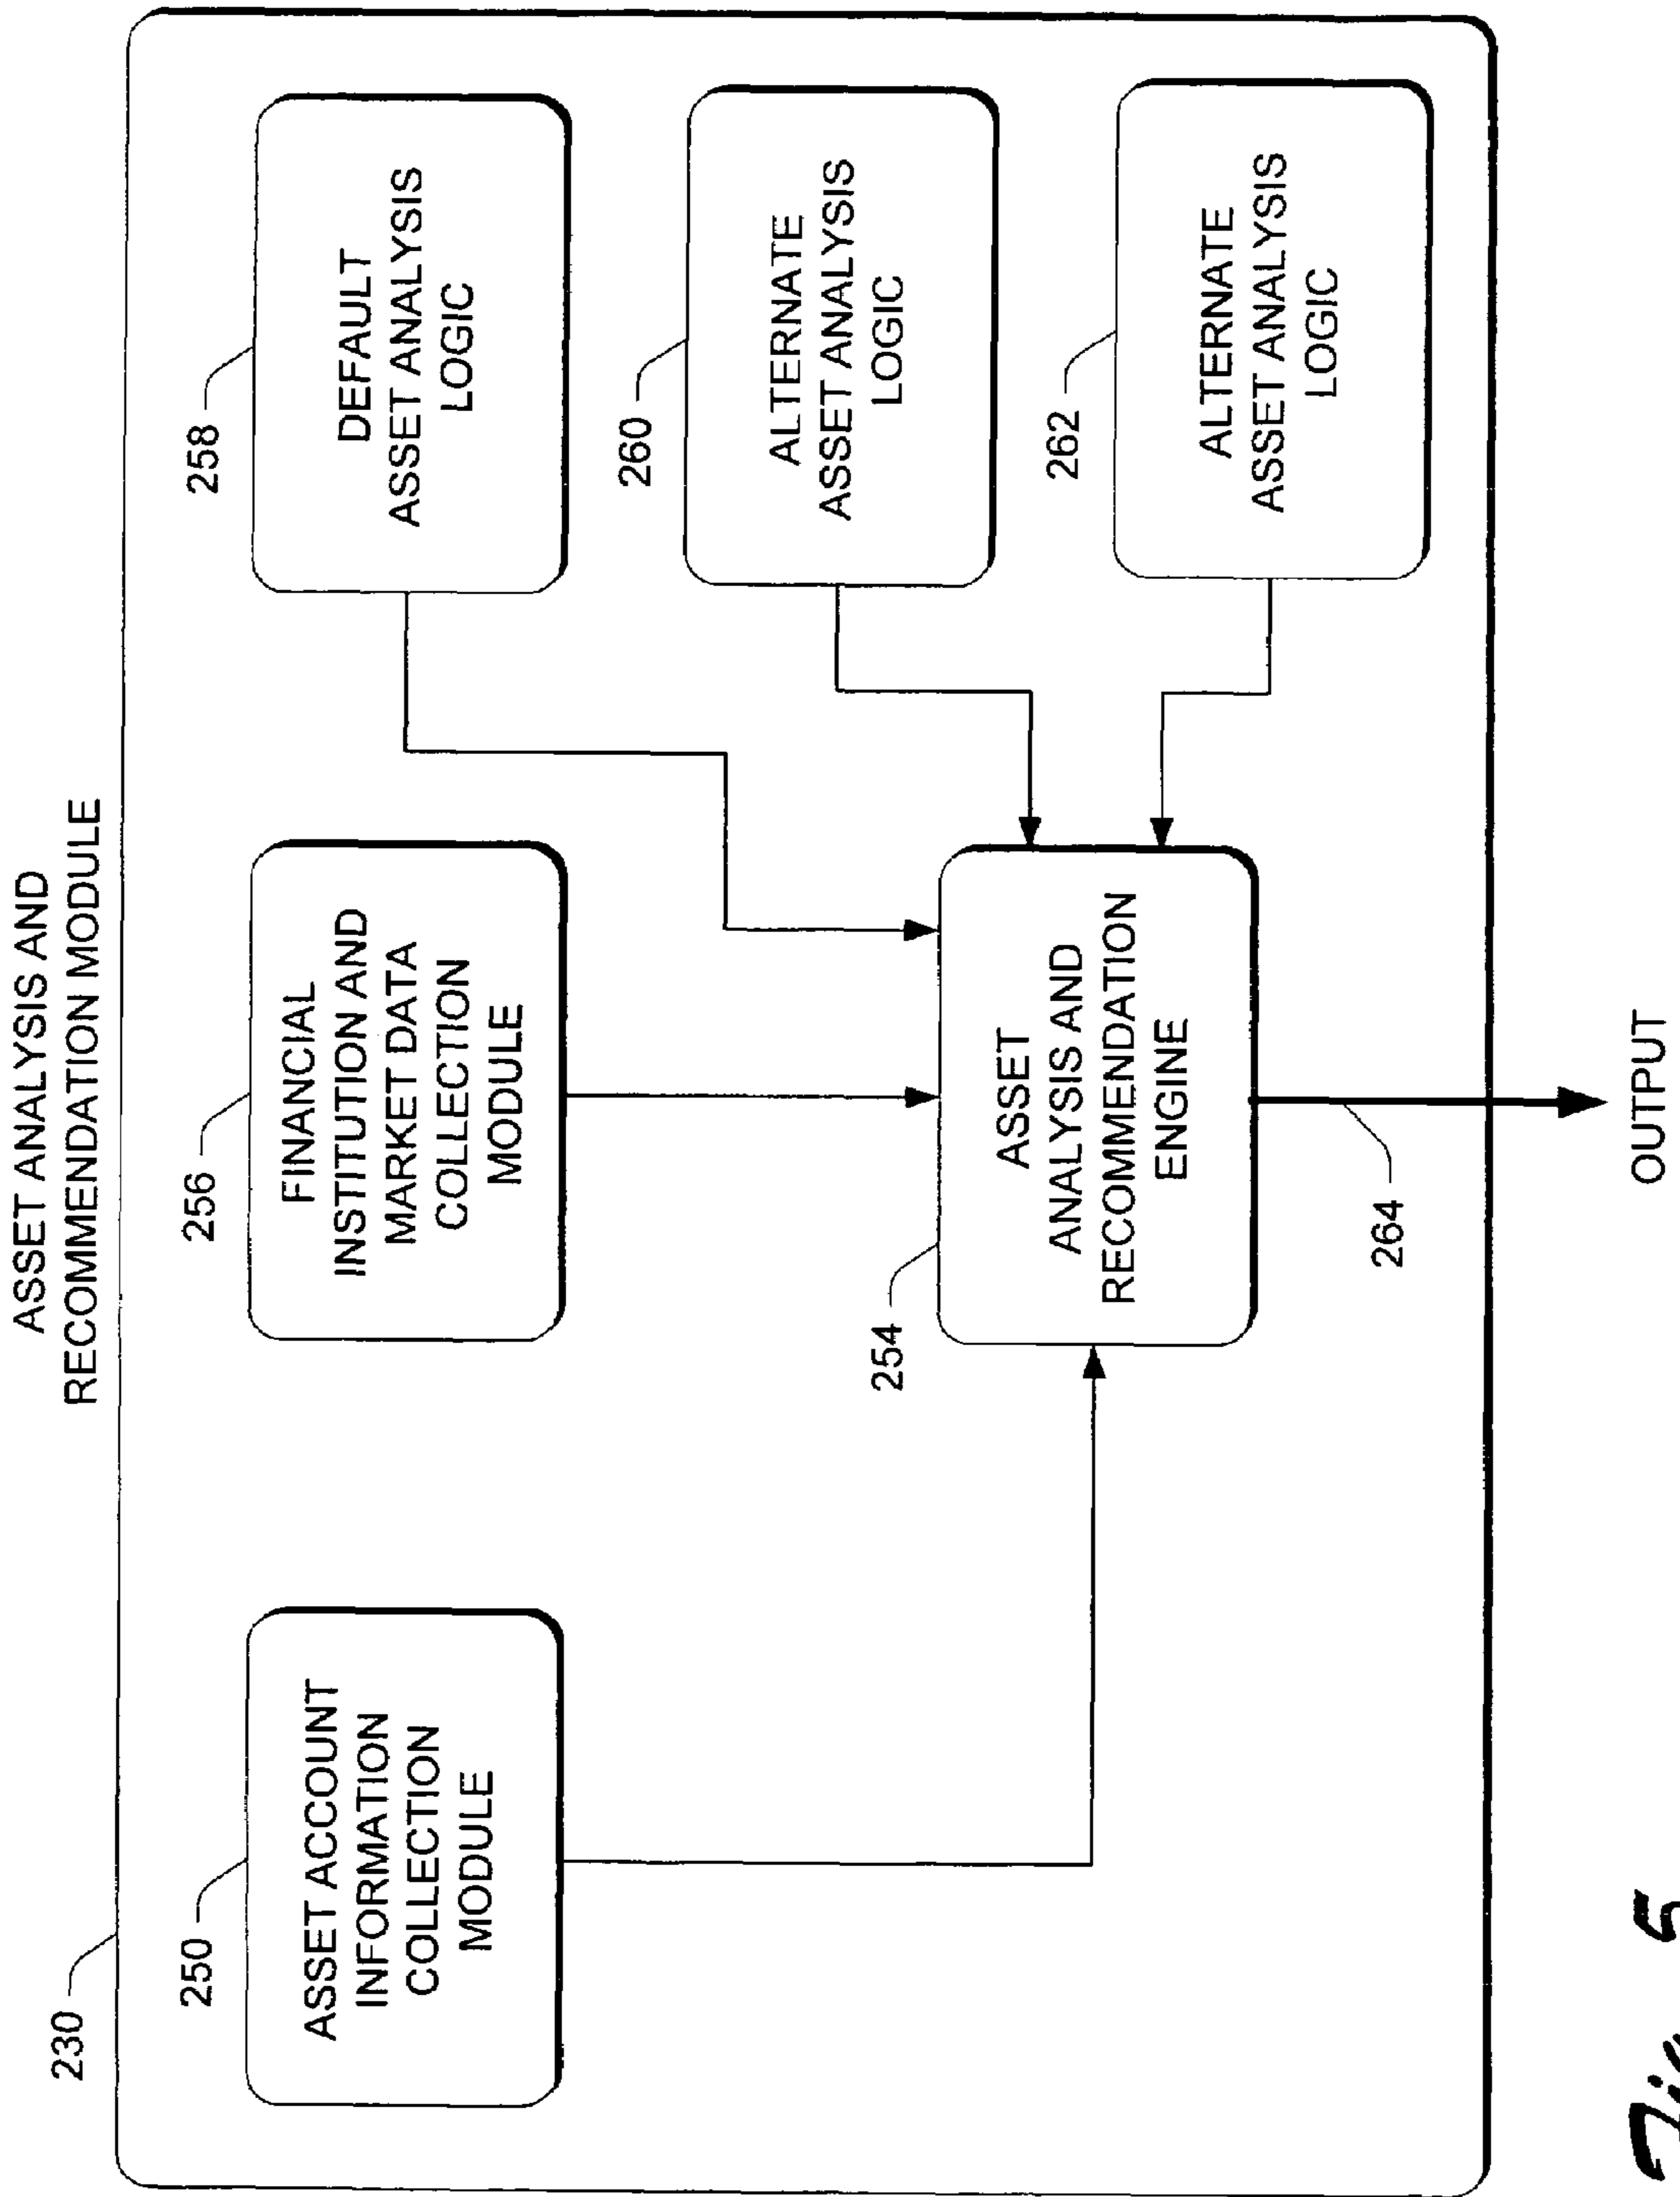 ASSET ANALYSIS AND
RECOMMENDATION MODULE
230
250
ASSET ACCOUNT
INFORMATION
COLLECTION
MODULE
256
FINANCIAL
INSTITUTION AND
MARKET DATA
COLLECTION
MODULE
258
DEFAULT
ASSET ANALYSIS
LOGIC
260
ALTERNATE
ASSET ANALYSIS
LOGIC
262
ALTERNATE
ASSET ANALYSIS
LOGIC
254
ASSET
ANALYSIS AND
RECOMMENDATION
ENGINE
264
OUTPUT
Fig. 5